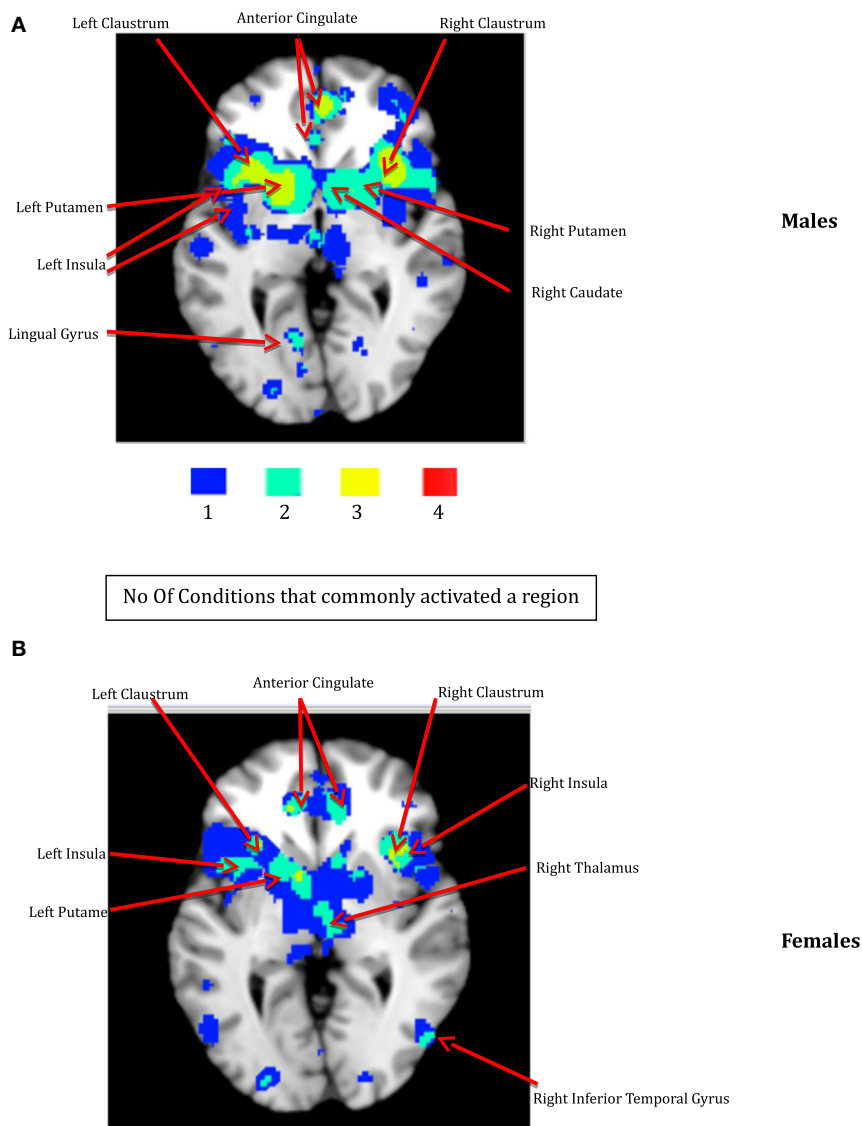 A
Left Claustrum
Anterior Cingulate
Right Claustrum
Left Putamen
Left Insula
Lingual Gyrus
Right Putamen
Right Caudate
Males
1 2 3 4
No Of Conditions that commonly activated a region
B
Left Claustrum
Anterior Cingulate
Right Claustrum
Right Insula
Left Insula
Right Thalamus
Left Putame
Females
Right Inferior Temporal Gyrus